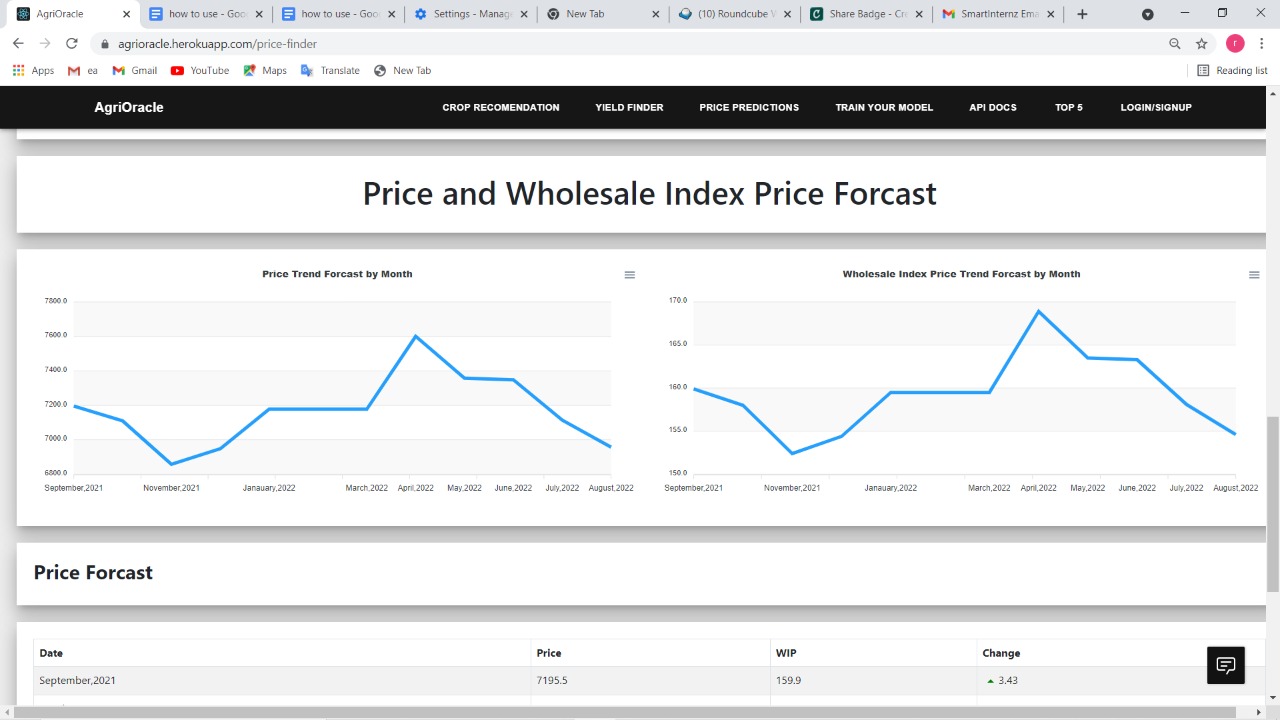 AgriOracle
how to use - Goo
how to use - Goo
Settings - Manag
New Tab
(10) Roundcube W
Share Badge - Cr
SmartInternz Ema
agrioracle.herokuapp.com/price-finder
r
Apps
ea
Gmail
YouTube
Maps
Translate
New Tab
Reading list
AgriOracle
CROP RECOMENDATION
YIELD FINDER
PRICE PREDICTIONS
TRAIN YOUR MODEL
API DOCS
TOP 5
LOGIN/SIGNUP
Price and Wholesale Index Price Forcast
Price Trend Forcast by Month
7800.0
7600.0
7400.0
7200.0
7000.0
6800.0
September,2021 November,2021 Janauary,2022 March,2022 April,2022 May,2022 June,2022 July,2022 August,2022
Wholesale Index Price Trend Forcast by Month
170.0
165.0
160.0
155.0
150.0
September,2021 November,2021 Janauary,2022 March,2022 April,2022 May,2022 June,2022 July,2022 August,2022
Price Forcast
Date Price WIP Change
September,2021 7195.5 159.9 3.43